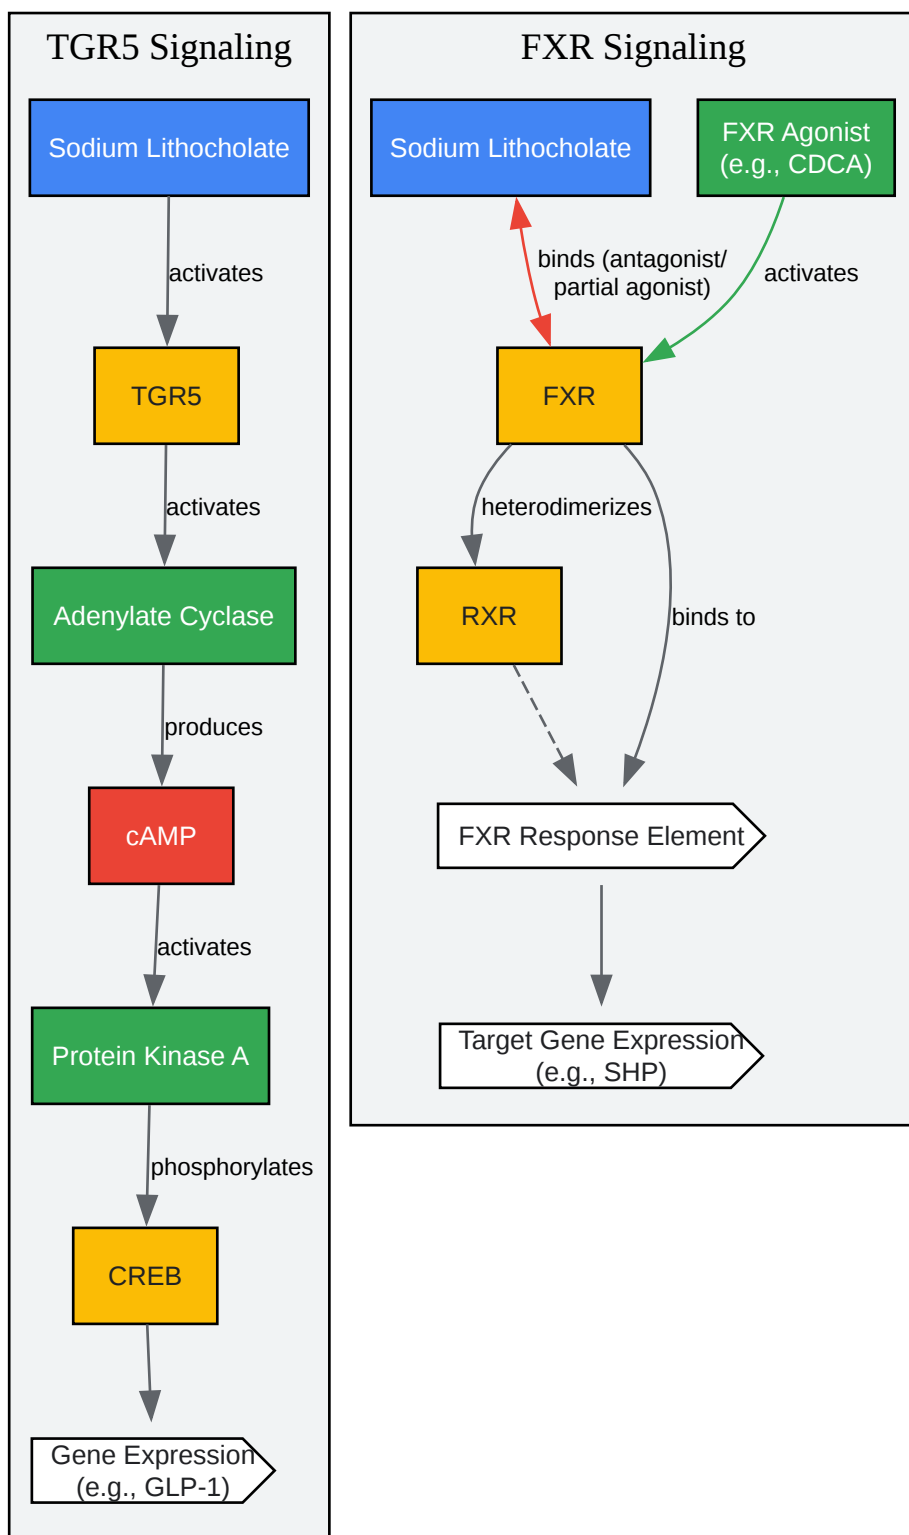 TGR5 Signaling
Sodium Lithocholate
activates
TGR5
activates
Adenylate Cyclase
produces
cAMP
activates
Protein Kinase A
phosphorylates
CREB
Gene Expression
(e.g., GLP-1)
FXR Signaling
Sodium Lithocholate
FXR Agonist
(e.g., CDCA)
binds (antagonist/
partial agonist)
activates
FXR
heterodimerizes
RXR
binds to
FXR Response Element
Target Gene Expression
(e.g., SHP)